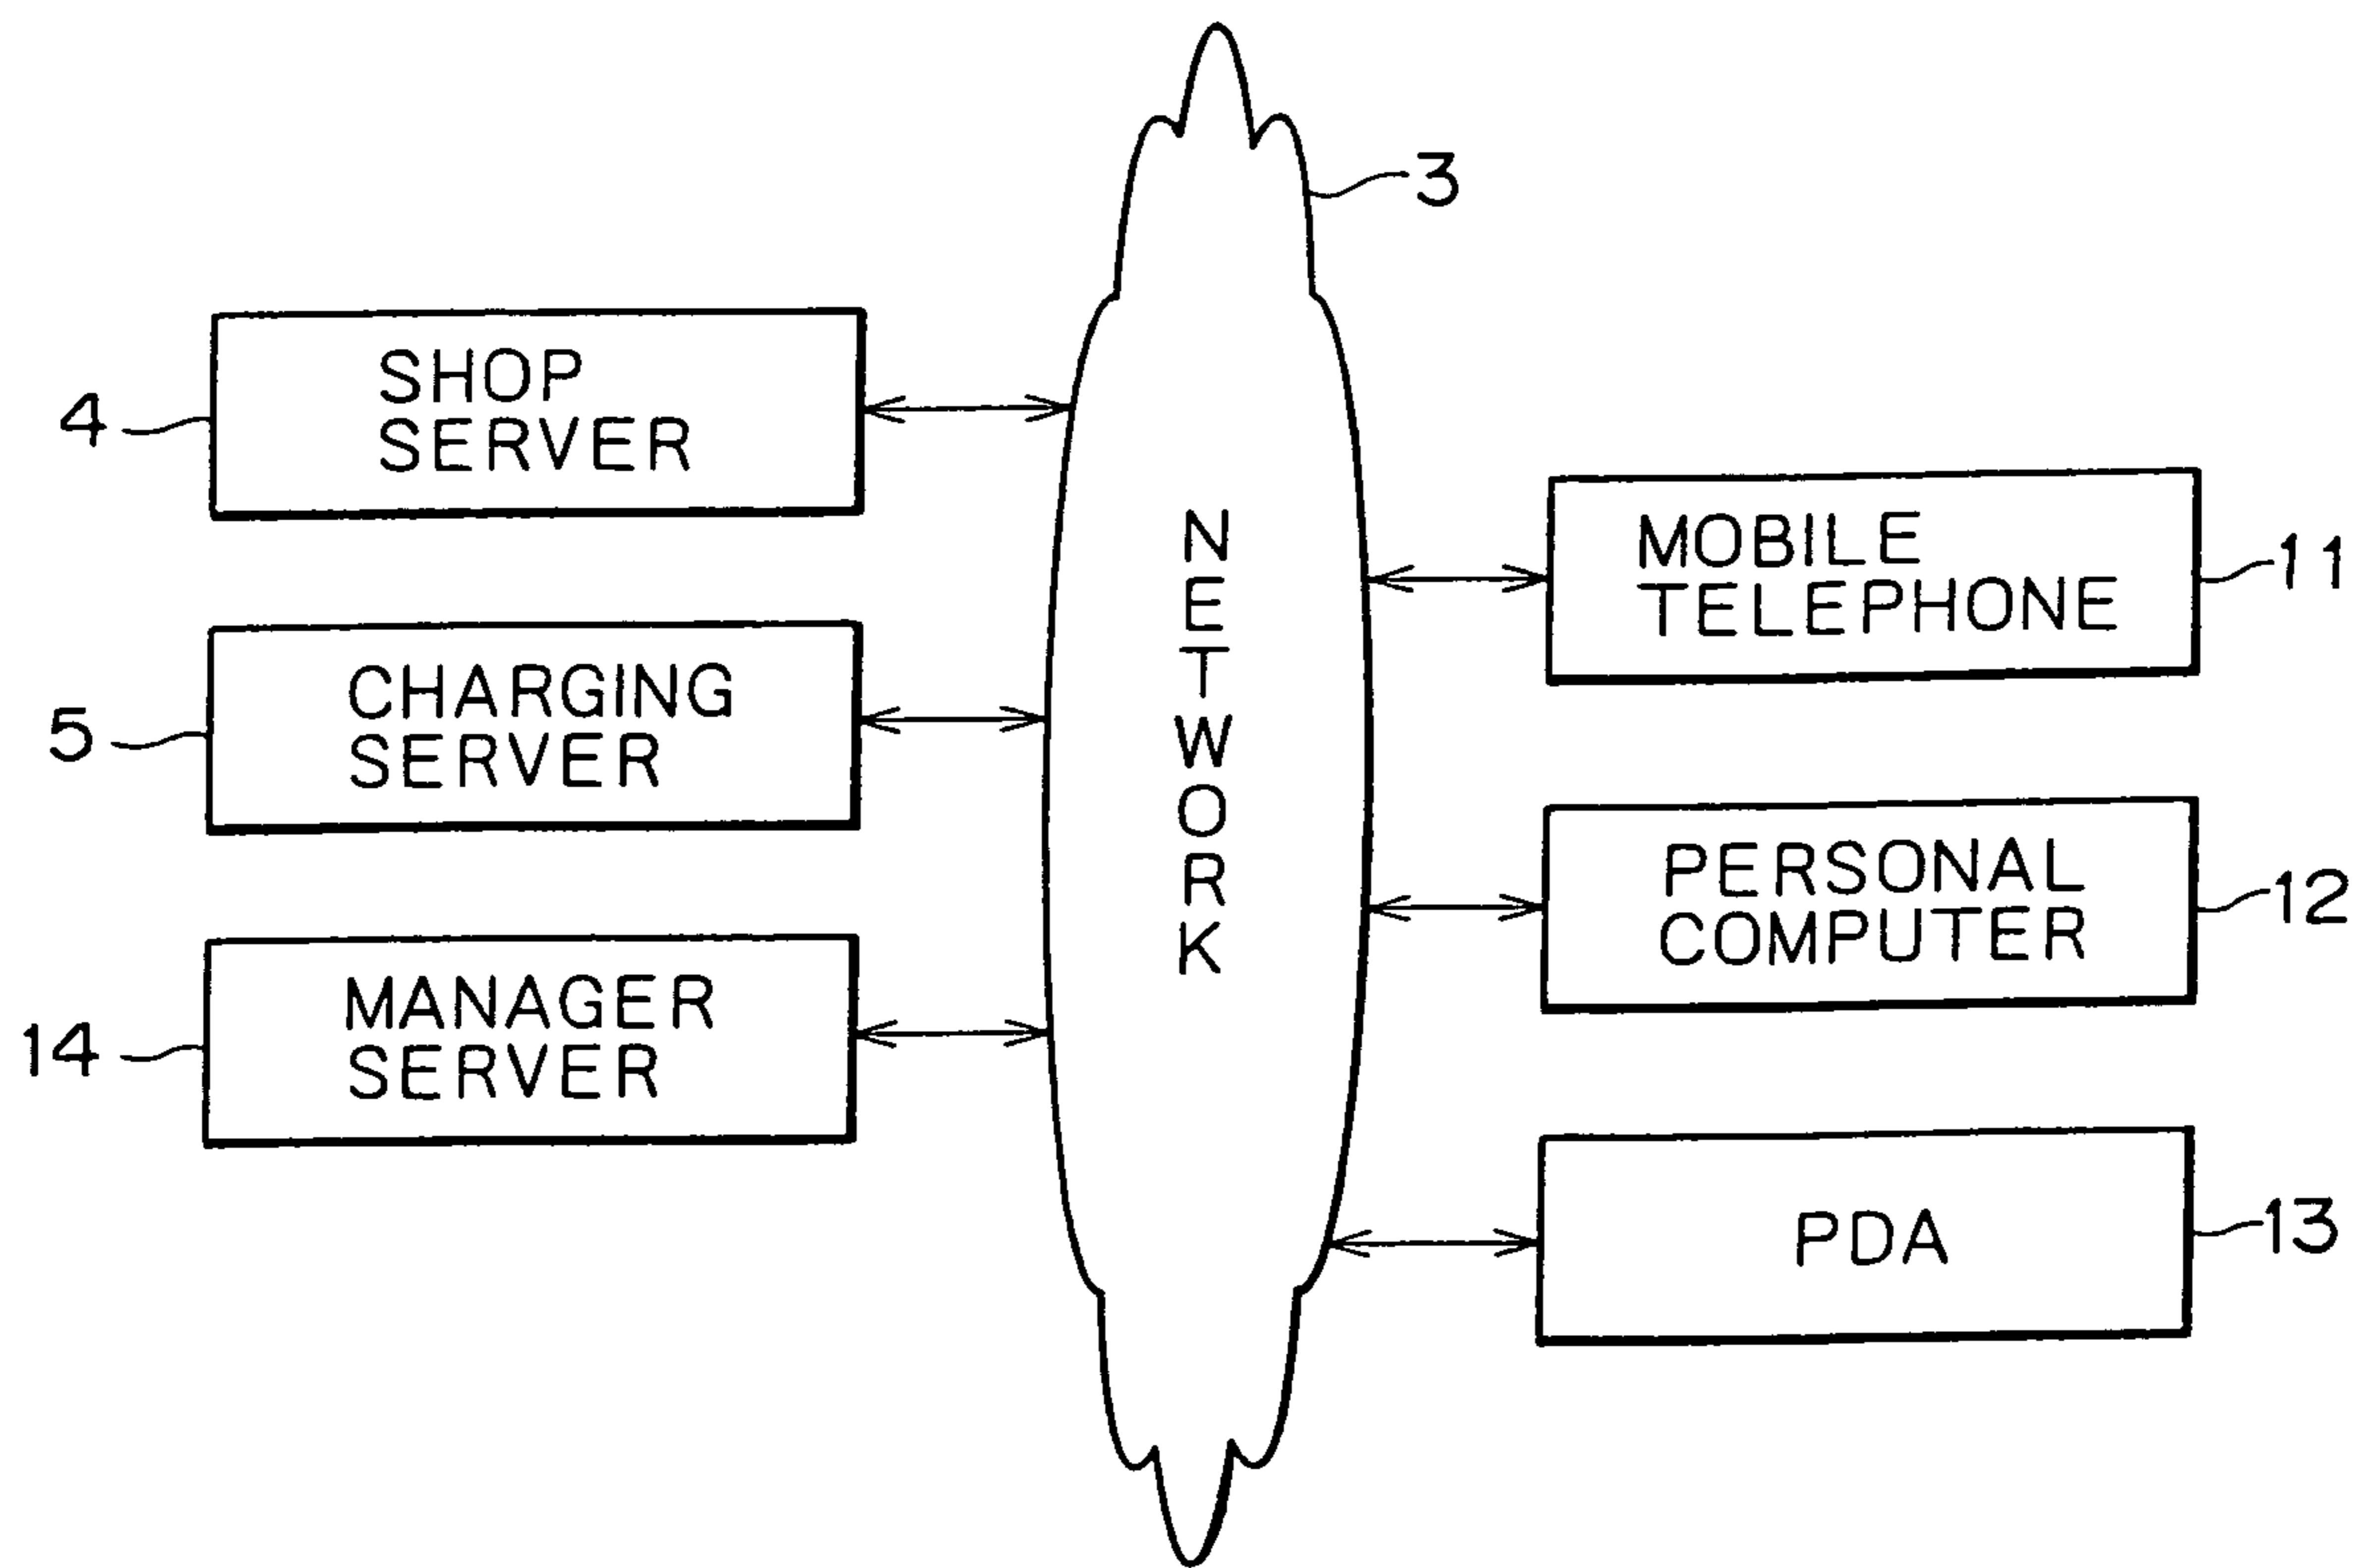 3
SHOP
SERVER
4
MOBILE
TELEPHONE
11
CHARGING
SERVER
5
NETWORK
PERSONAL
COMPUTER
12
MANAGER
SERVER
14
PDA
13